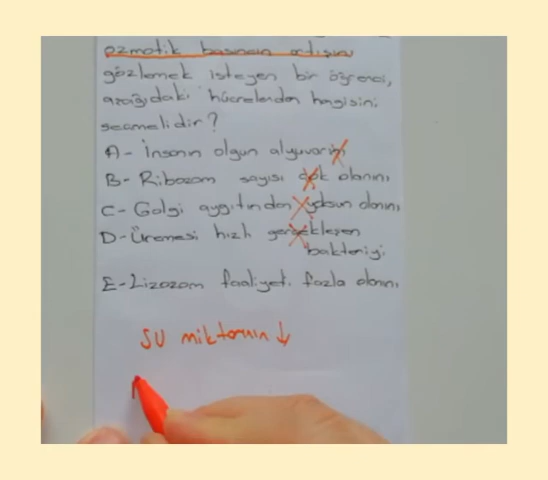 ozmotik basıncın artışını
gözlemek isteyen bir öğrenci,
aşağıdaki hücrelerden hangisini
seçmelidir?
A- İnsanın olgun alyuvarını
B- Ribozom sayısı çok olanını
C- Golgi aygıtından yoksun olanını
D- Üremesi hızlı gerçekleşen
bakteriyi
E- Lizozom faaliyeti fazla olanını
SU miktarının ↓